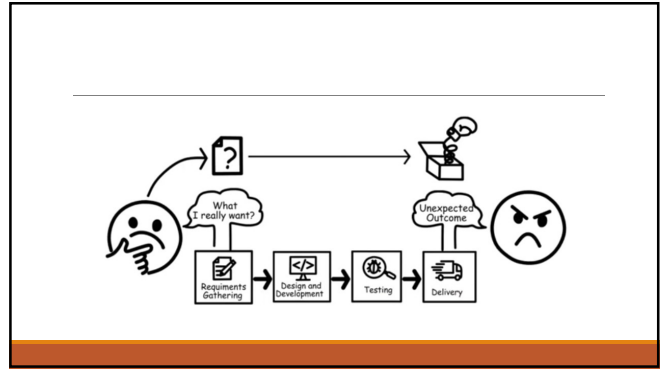 ?
What
I really want?
Unexpected
Outcome
Requiments
Gathering
</>
Design and
Development
Testing
Delivery